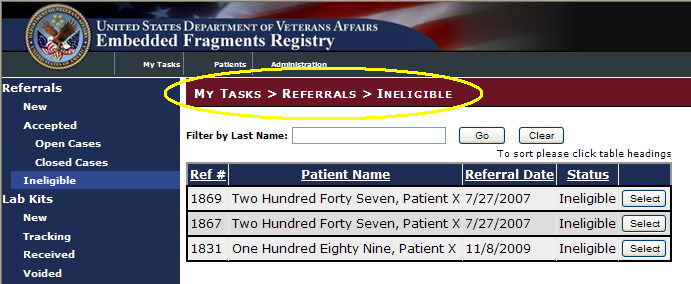 UNITED STATES DEPARTMENT OF VETERANS AFFAIRS
Embedded Fragments Registry
My Tasks Patients Administration
Referrals
New
Accepted
Open Cases
Closed Cases
Ineligible
Lab Kits
New
Tracking
Received
Voided
MY TASKS > REFERRALS > INELIGIBLE
Filter by Last Name: Go Clear
To sort please click table headings
Ref # Patient Name Referral Date Status
1869 Two Hundred Forty Seven, Patient X 7/27/2007 Ineligible Select
1867 Two Hundred Forty Seven, Patient X 7/27/2007 Ineligible Select
1831 One Hundred Eighty Nine, Patient X 11/8/2009 Ineligible Select